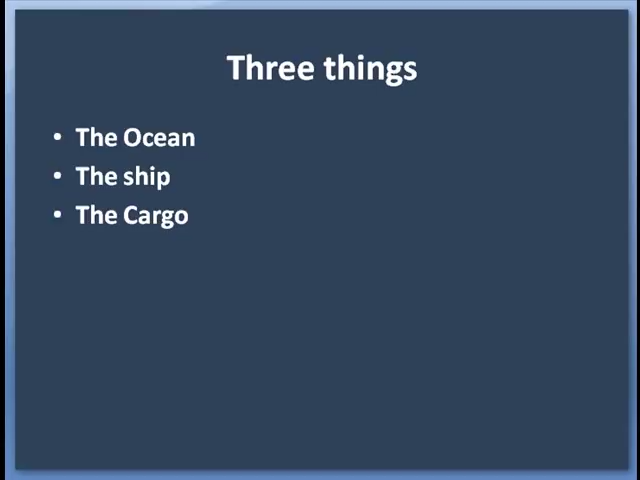 Three things
• The Ocean
• The ship
• The Cargo